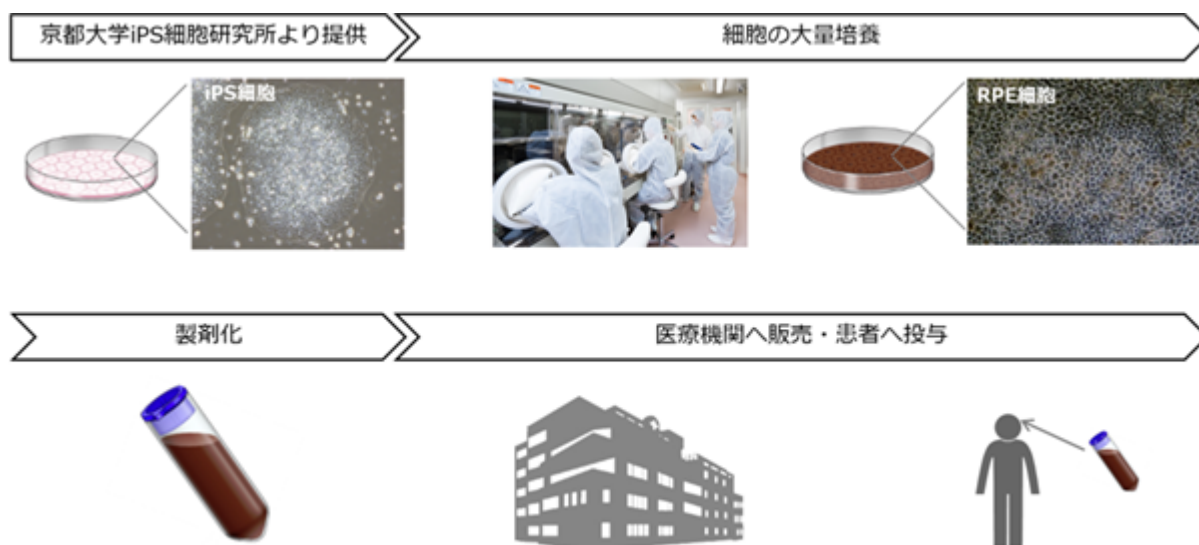 京都大学iPS細胞研究所より提供
細胞の大量培養
iPS細胞
RPE細胞
製剤化
医療機関へ販売・患者へ投与